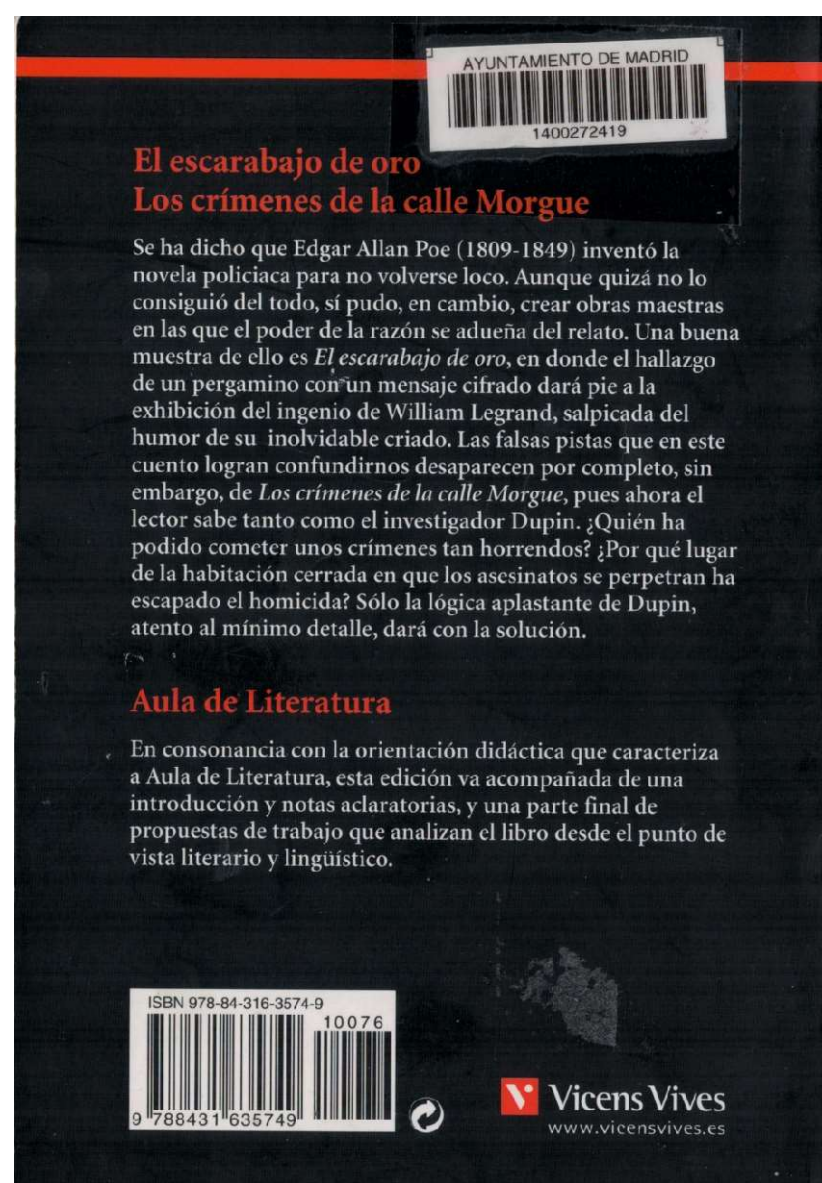 AYUNTAMIENTO DE MADRID
1400272419
El escarabajo de oro
Los crímenes de la calle Morgue
Se ha dicho que Edgar Allan Poe (1809-1849) inventó la
novela policiaca para no volverse loco. Aunque quizá no lo
consiguió del todo, sí pudo, en cambio, crear obras maestras
en las que el poder de la razón se adueña del relato. Una buena
muestra de ello es El escarabajo de oro, en donde el hallazgo
de un pergamino con un mensaje cifrado dará pie a la
exhibición del ingenio de William Legrand, salpicada del
humor de su inolvidable criado. Las falsas pistas que en este
cuento logran confundirnos desaparecen por completo, sin
embargo, de Los crímenes de la calle Morgue, pues ahora el
lector sabe tanto como el investigador Dupin. ¿Quién ha
podido cometer unos crímenes tan horrendos? ¿Por qué lugar
de la habitación cerrada en que los asesinatos se perpetran ha
escapado el homicida? Sólo la lógica aplastante de Dupin,
atento al mínimo detalle, dará con la solución.
Aula de Literatura
En consonancia con la orientación didáctica que caracteriza
a Aula de Literatura, esta edición va acompañada de una
introducción y notas aclaratorias, y una parte final de
propuestas de trabajo que analizan el libro desde el punto de
vista literario y lingüístico.
ISBN 978-84-316-3574-9
10076
9 788431 635749
Vicens Vives
www.vicensvives.es